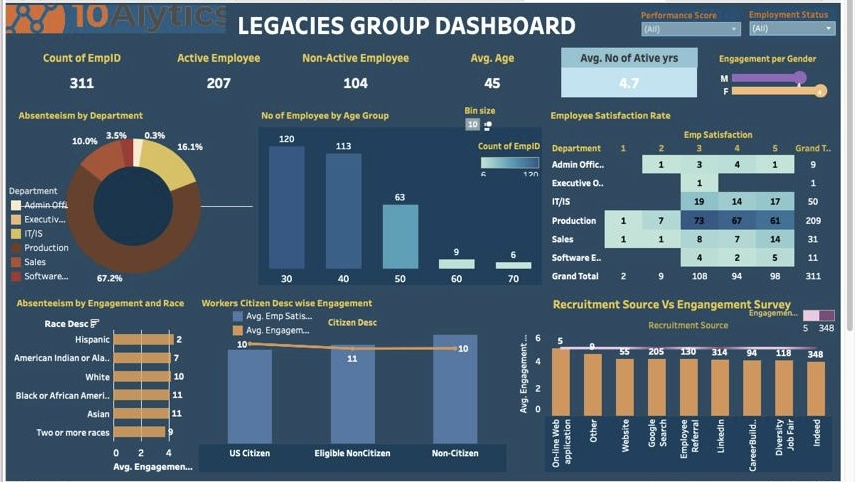 10 Alytics
LEGACIES GROUP DASHBOARD
Performance Score
(All)
Employment Status
(All)
Count of EmpID
311
Active Employee
207
Non-Active Employee
104
Avg. Age
45
Avg. No of Ative yrs
4.7
Engagement per Gender
M
F
Absenteeism by Department
10.0%
3.5%
0.3%
16.1%
67.2%
Department
Admin Offi..
Executiv...
IT/IS
Production
Sales
Software...
No of Employee by Age Group
Bin size
10
Count of EmpID
6 120
120
113
63
9
6
30 40 50 60 70
Employee Satisfaction Rate
Emp Satisfaction
Department 1 2 3 4 5 Grand T..
Admin Offic.. 1 3 4 1 9
Executive O.. 1 1
IT/IS 19 14 17 50
Production 1 7 73 67 61 209
Sales 1 1 8 7 14 31
Software E.. 4 2 5 11
Grand Total 2 9 108 94 98 311
Absenteeism by Engagement and Race
Race Desc
Hispanic 2
American Indian or Ala.. 7
White 10
Black or African Ameri.. 11
Asian 11
Two or more races 9
0 2 4
Avg. Engagemen...
Workers Citizen Desc wise Engagement
Avg. Emp Satis...
Avg. Engagem...
Citizen Desc
10
11
10
US Citizen
Eligible NonCitizen
Non-Citizen
Recruitment Source Vs Engangement Survey
Engagemen..
5 348
Recruitment Source
Avg. Engagement ...
6
4
2
0
5 9 55 205 130 314 94 118 348
On-line Web application
Other
Website
Google Search
Employee Referral
LinkedIn
CareerBuild..
Diversity Job Fair
Indeed